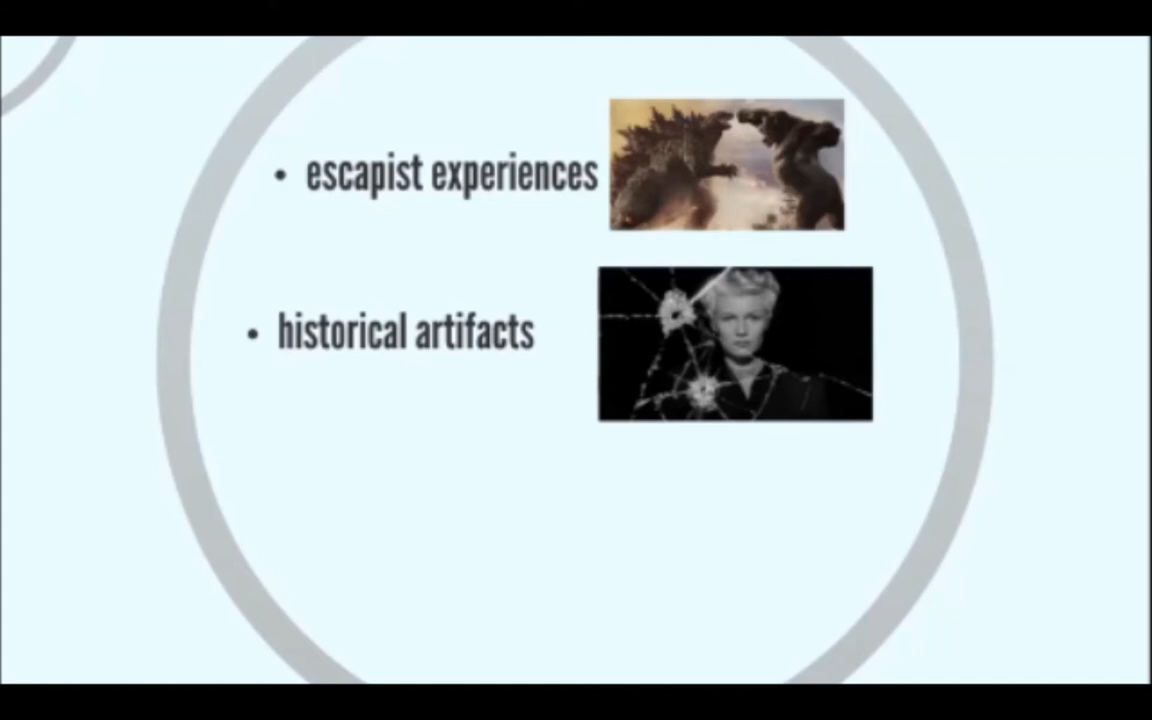 • escapist experiences
• historical artifacts